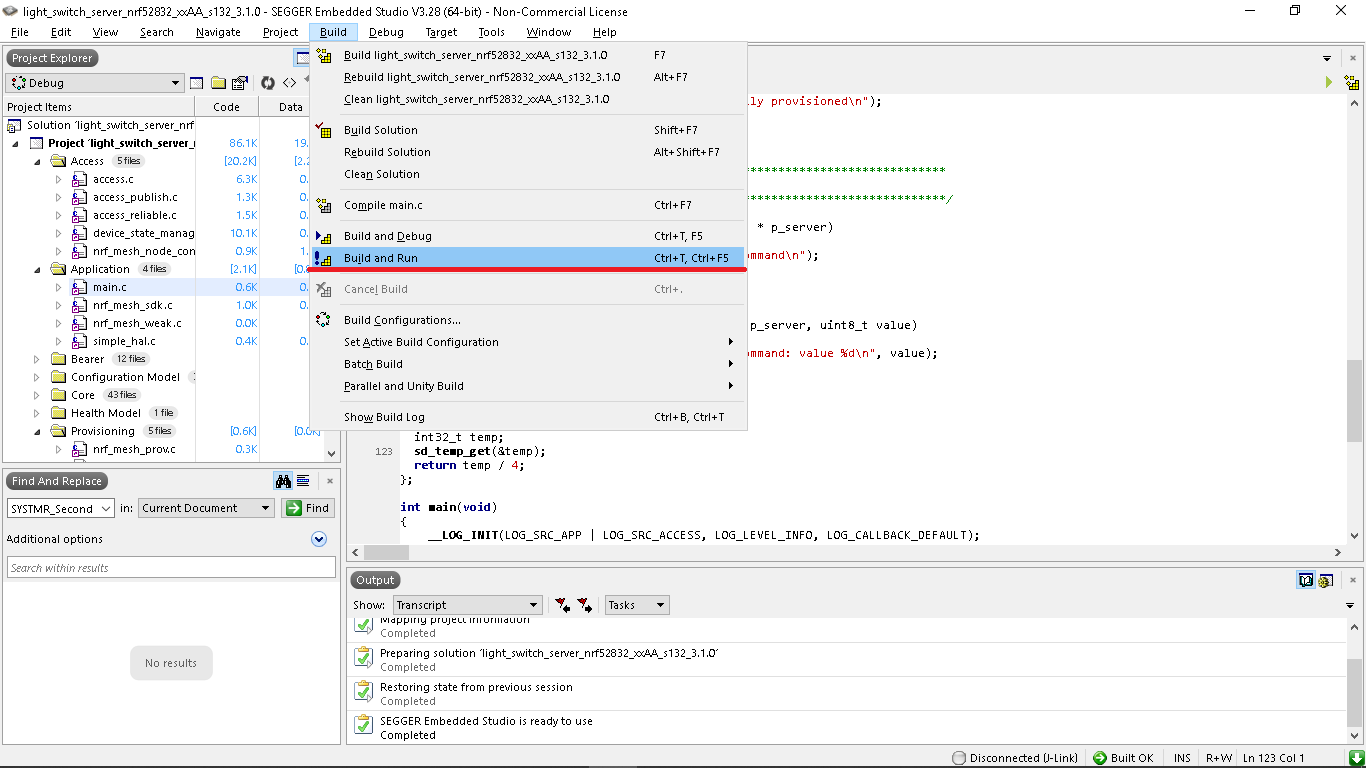 light_switch_server_nrf52832_xxAA_s132_3.1.0 - SEGGER Embedded Studio V3.28 (64-bit) - Non-Commercial License
File Edit View Search Navigate Project Build Debug Target Tools Window Help
Project Explorer
Debug
Project Items Code Data
Solution 'light_switch_server_nrf
Project 'light_switch_server_ 86.1K 19.
Access 5 files [20.2K] [2.2
access.c 6.3K 0.
access_publish.c 1.3K 0.
access_reliable.c 1.5K 0.
device_state_manag 10.1K 0.
nrf_mesh_node_con 0.9K 1.
Application 4 files [2.1K] [0.
main.c 0.6K 0.
nrf_mesh_sdk.c 1.0K 0.
nrf_mesh_weak.c 0.0K
simple_hal.c 0.4K 0.
Bearer 12 files
Configuration Model
Core 43 files
Health Model 1 file
Provisioning 5 files [0.6K] [0.0K]
nrf_mesh_prov.c 0.3K
Build light_switch_server_nrf52832_xxAA_s132_3.1.0 F7
Rebuild light_switch_server_nrf52832_xxAA_s132_3.1.0 Alt+F7
Clean light_switch_server_nrf52832_xxAA_s132_3.1.0
Build Solution Shift+F7
Rebuild Solution Alt+Shift+F7
Clean Solution
Compile main.c Ctrl+F7
Build and Debug Ctrl+T, F5
Build and Run Ctrl+T, Ctrl+F5
Cancel Build Ctrl+.
Build Configurations...
Set Active Build Configuration
Batch Build
Parallel and Unity Build
Show Build Log Ctrl+B, Ctrl+T
lly provisioned\n");
****************************
****************************/
* p_server)
mmand\n");
p_server, uint8_t value)
mmand: value %d\n", value);
int32_t temp;
123 sd_temp_get(&temp);
return temp / 4;
};
int main(void)
{
__LOG_INIT(LOG_SRC_APP | LOG_SRC_ACCESS, LOG_LEVEL_INFO, LOG_CALLBACK_DEFAULT);
Find And Replace
SYSTMR_Second in: Current Document Find
Additional options
Search within results
No results
Output
Show: Transcript Tasks
Mapping project information
Completed
Preparing solution 'light_switch_server_nrf52832_xxAA_s132_3.1.0'
Completed
Restoring state from previous session
Completed
SEGGER Embedded Studio is ready to use
Completed
Disconnected (J-Link) Built OK INS R+W Ln 123 Col 1